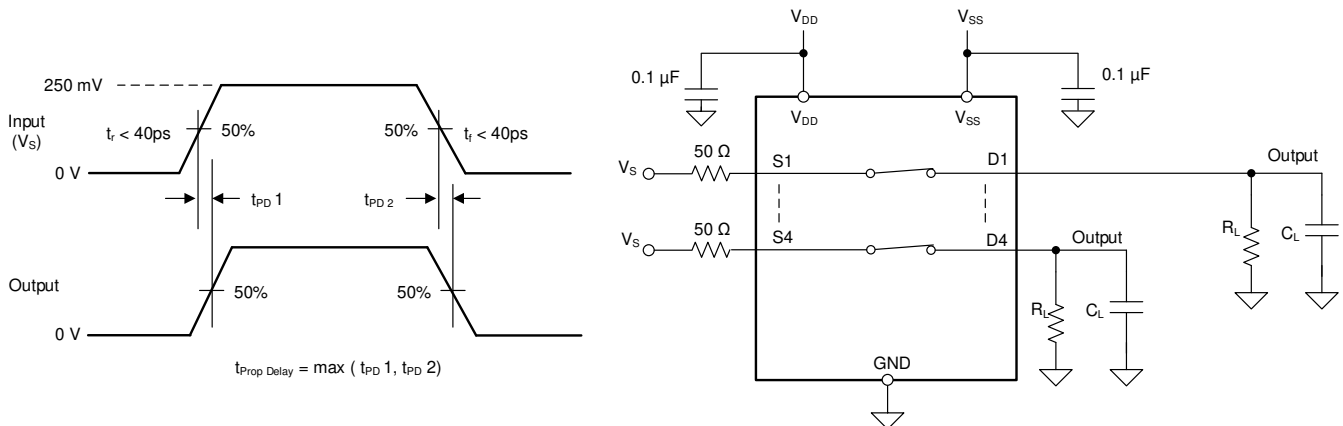 250 mV
Input
(VS)
tr < 40ps
50%
50%
tf < 40ps
0 V
tPD 1
tPD 2
Output
50%
50%
0 V
tProp Delay = max ( tPD 1, tPD 2)
VDD
VSS
0.1 µF
0.1 µF
VDD
VSS
VS
50 Ω
S1
D1
Output
VS
50 Ω
S4
D4
Output
RL
CL
RL
CL
GND